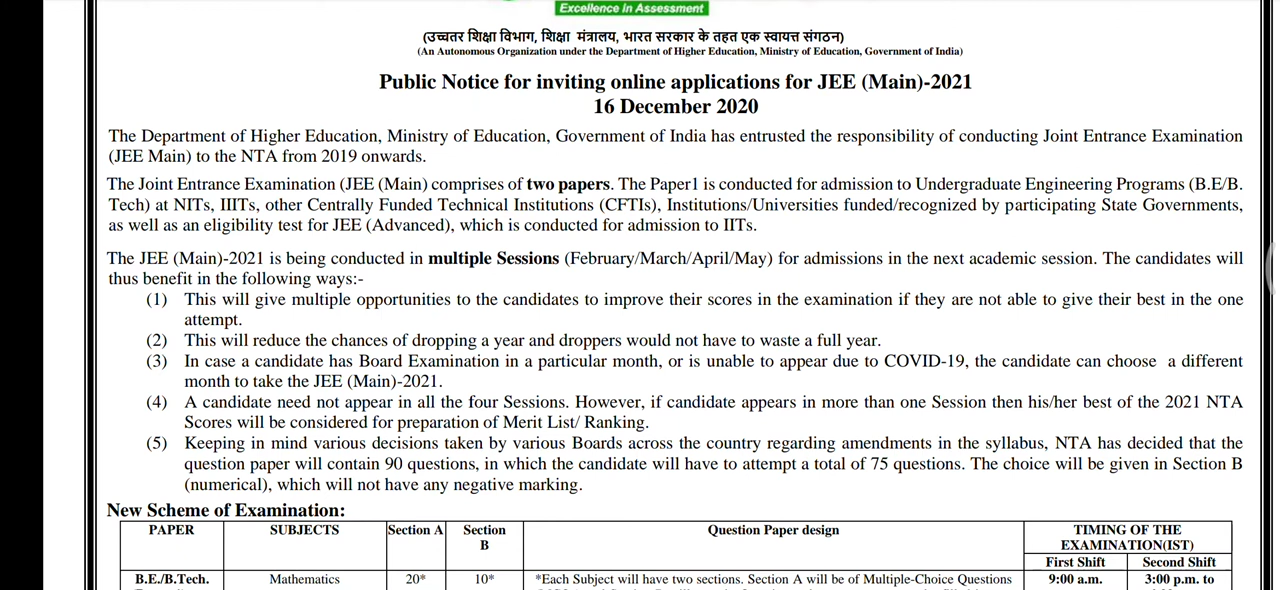 Excellence in Assessment
(उच्चतर शिक्षा विभाग, शिक्षा मंत्रालय, भारत सरकार के तहत एक स्वायत्त संगठन)
(An Autonomous Organization under the Department of Higher Education, Ministry of Education, Government of India)
Public Notice for inviting online applications for JEE (Main)-2021
16 December 2020
The Department of Higher Education, Ministry of Education, Government of India has entrusted the responsibility of conducting Joint Entrance Examination
(JEE Main) to the NTA from 2019 onwards.
The Joint Entrance Examination (JEE (Main) comprises of two papers. The Paper1 is conducted for admission to Undergraduate Engineering Programs (B.E/B.
Tech) at NITs, IIITs, other Centrally Funded Technical Institutions (CFTIs), Institutions/Universities funded/recognized by participating State Governments,
as well as an eligibility test for JEE (Advanced), which is conducted for admission to IITs.
The JEE (Main)-2021 is being conducted in multiple Sessions (February/March/April/May) for admissions in the next academic session. The candidates will
thus benefit in the following ways:-
(1) This will give multiple opportunities to the candidates to improve their scores in the examination if they are not able to give their best in the one
attempt.
(2) This will reduce the chances of dropping a year and droppers would not have to waste a full year.
(3) In case a candidate has Board Examination in a particular month, or is unable to appear due to COVID-19, the candidate can choose a different
month to take the JEE (Main)-2021.
(4) A candidate need not appear in all the four Sessions. However, if candidate appears in more than one Session then his/her best of the 2021 NTA
Scores will be considered for preparation of Merit List/ Ranking.
(5) Keeping in mind various decisions taken by various Boards across the country regarding amendments in the syllabus, NTA has decided that the
question paper will contain 90 questions, in which the candidate will have to attempt a total of 75 questions. The choice will be given in Section B
(numerical), which will not have any negative marking.
New Scheme of Examination:
PAPER SUBJECTS Section A Section B Question Paper design TIMING OF THE EXAMINATION(IST)
First Shift Second Shift
B.E./B.Tech. Mathematics 20* 10* *Each Subject will have two sections. Section A will be of Multiple-Choice Questions 9:00 a.m. 3:00 p.m. to